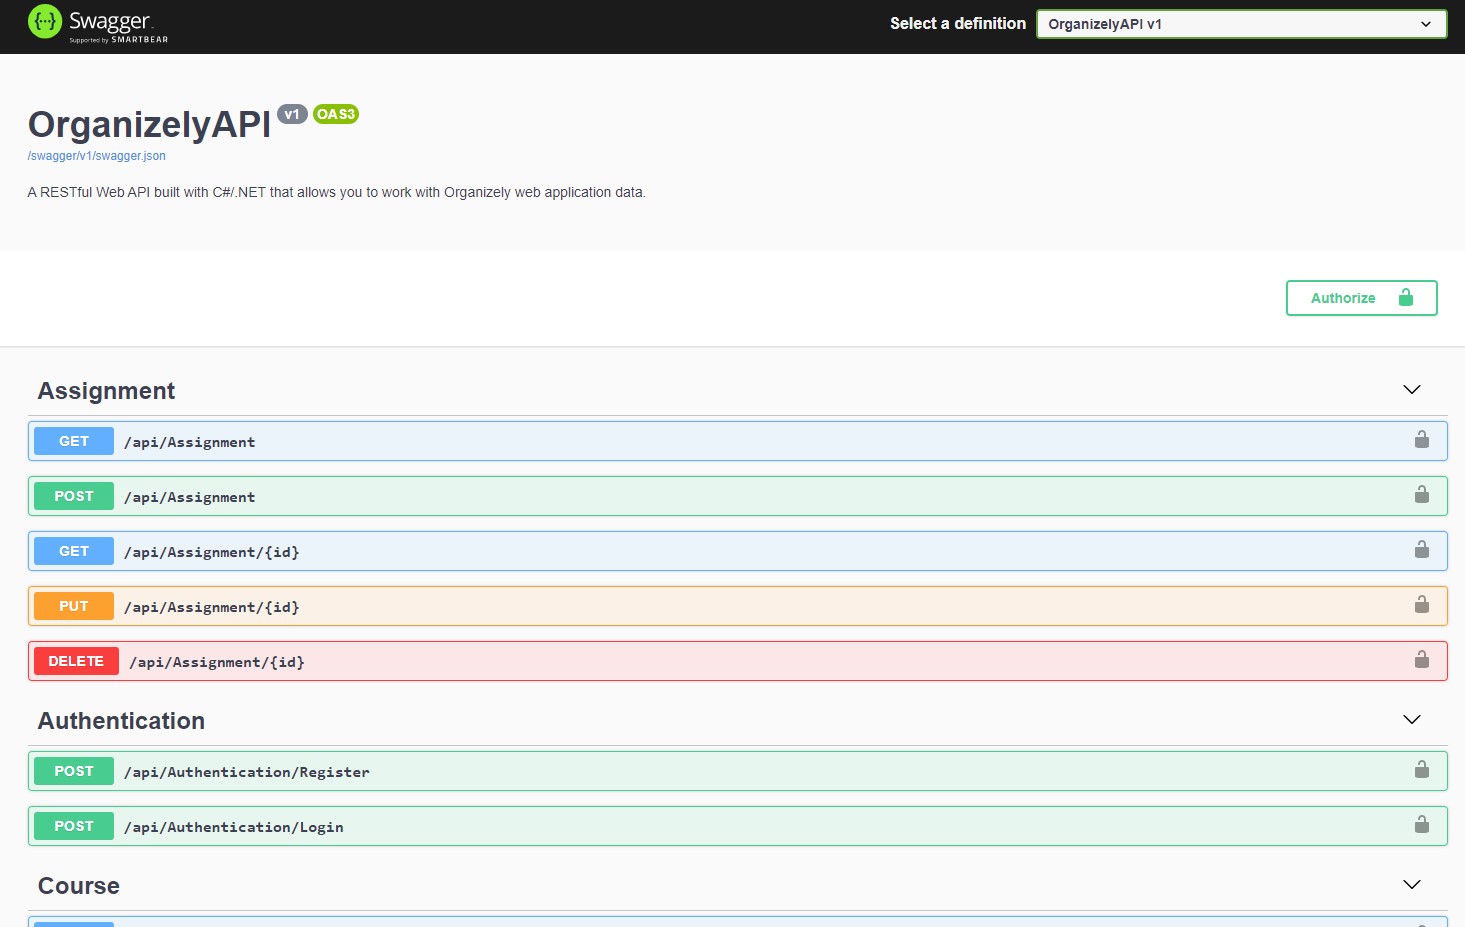 Swagger
Supported by SMARTBEAR
Select a definition
OrganizelyAPI v1
OrganizelyAPI v1 OAS3
/swagger/v1/swagger.json
A RESTful Web API built with C#/.NET that allows you to work with Organizely web application data.
Authorize
Assignment
GET /api/Assignment
POST /api/Assignment
GET /api/Assignment/{id}
PUT /api/Assignment/{id}
DELETE /api/Assignment/{id}
Authentication
POST /api/Authentication/Register
POST /api/Authentication/Login
Course